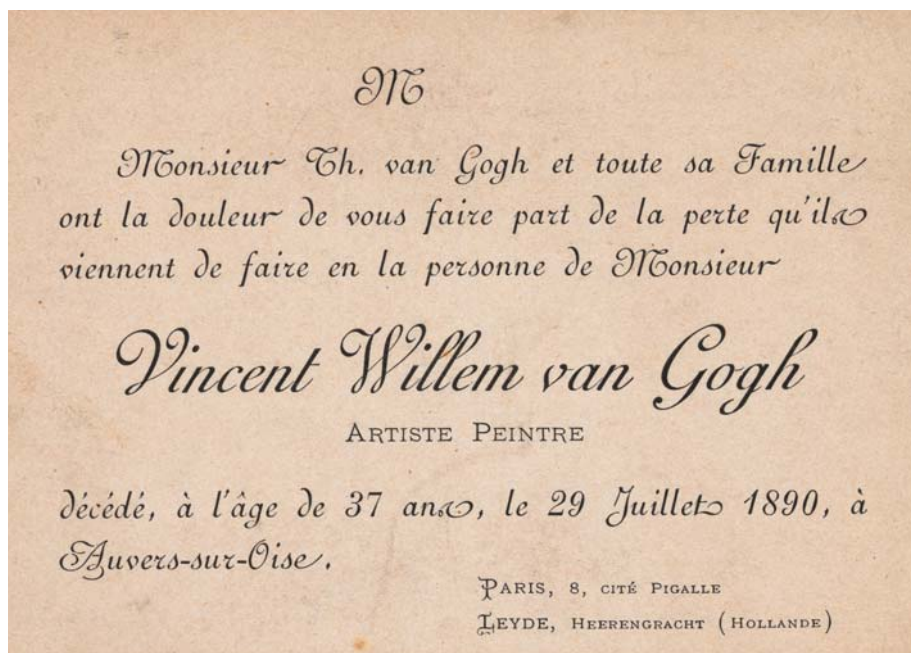 M
Monsieur Th. van Gogh et toute sa Famille
ont la douleur de vous faire part de la perte qu'ils
viennent de faire en la personne de Monsieur
Vincent Willem van Gogh
ARTISTE PEINTRE
décédé, à l'âge de 37 ans, le 29 Juillet 1890, à
Auvers-sur-Oise.
PARIS, 8, CITÉ PIGALLE
LEYDE, HEERENGRACHT (HOLLANDE)